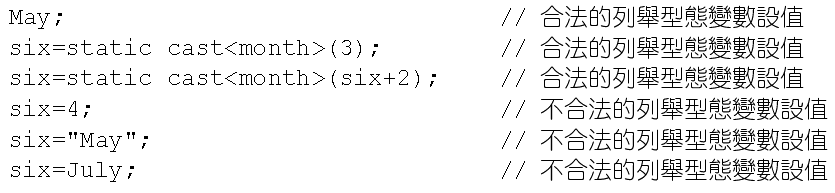 May;                            // 合法的列舉型態變數設值
six=static cast<month>(3);      // 合法的列舉型態變數設值
six=static cast<month>(six+2);  // 合法的列舉型態變數設值
six=4;                          // 不合法的列舉型態變數設值
six="May";                      // 不合法的列舉型態變數設值
six=July;                       // 不合法的列舉型態變數設值